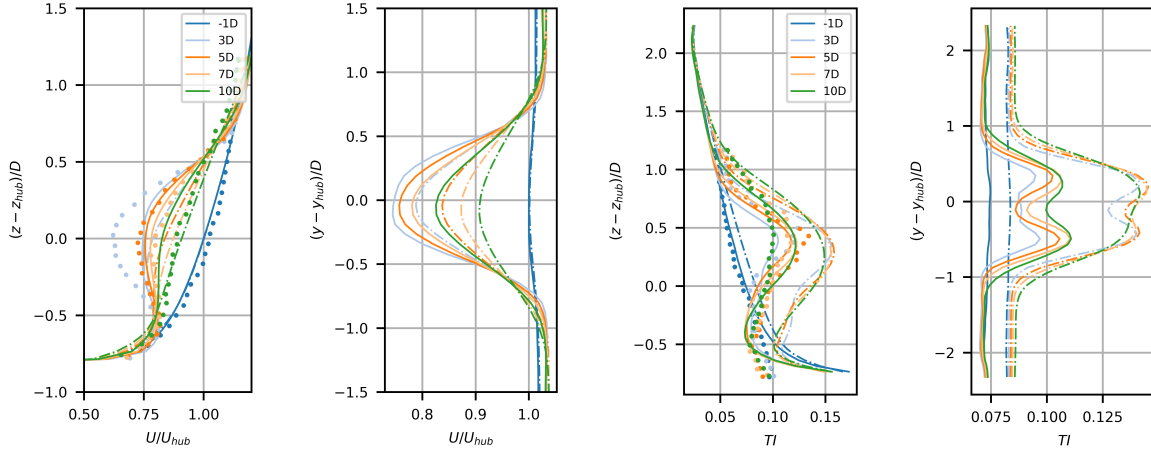 1.5
1.0
0.5
0.0
−0.5
−1.0
(z − z_hub)/D
0.50 0.75 1.00
U/U_hub
-1D
3D
5D
7D
10D
1.5
1.0
0.5
0.0
−0.5
−1.0
−1.5
(y − y_hub)/D
0.8 0.9 1.0
U/U_hub
2.0
1.5
1.0
0.5
0.0
−0.5
(z − z_hub))/D
0.05 0.10 0.15
TI
-1D
3D
5D
7D
10D
2
1
0
−1
−2
(y − y_hub))/D
0.075 0.100 0.125
TI